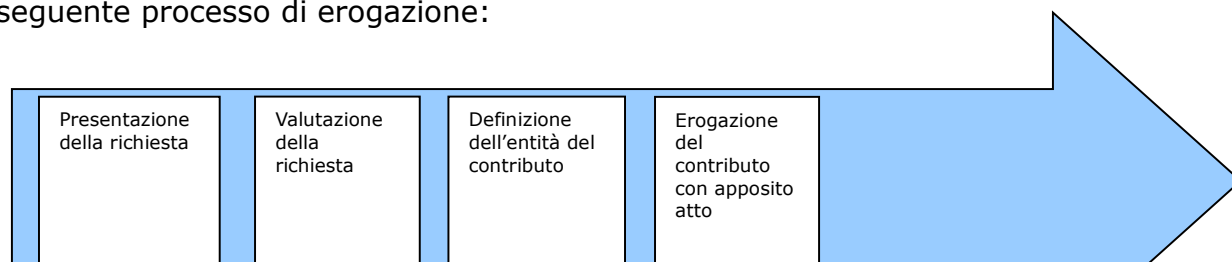 seguente processo di erogazione:
Presentazione
della richiesta
Valutazione
della
richiesta
Definizione
dell’entità del
contributo
Erogazione
del
contributo
con apposito
atto